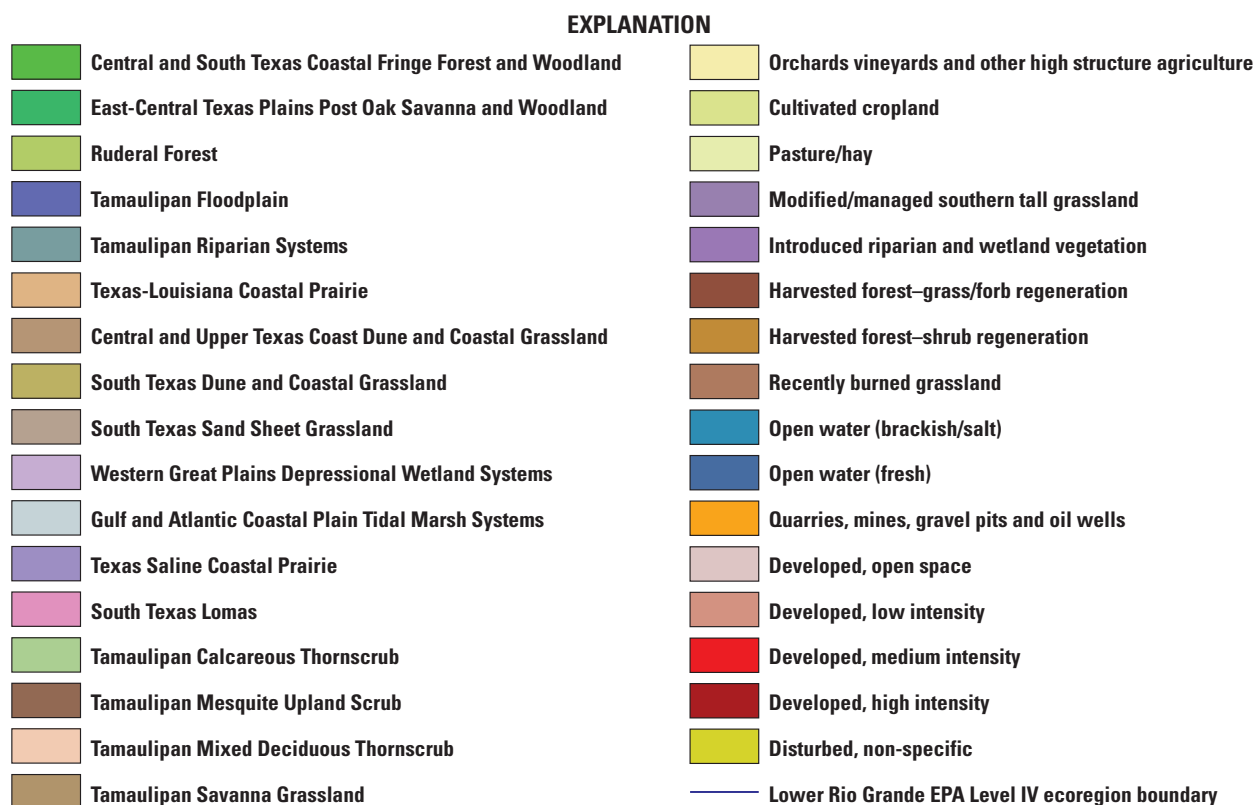 EXPLANATION
Central and South Texas Coastal Fringe Forest and Woodland
East-Central Texas Plains Post Oak Savanna and Woodland
Ruderal Forest
Tamaulipan Floodplain
Tamaulipan Riparian Systems
Texas-Louisiana Coastal Prairie
Central and Upper Texas Coast Dune and Coastal Grassland
South Texas Dune and Coastal Grassland
South Texas Sand Sheet Grassland
Western Great Plains Depressional Wetland Systems
Gulf and Atlantic Coastal Plain Tidal Marsh Systems
Texas Saline Coastal Prairie
South Texas Lomas
Tamaulipan Calcareous Thornscrub
Tamaulipan Mesquite Upland Scrub
Tamaulipan Mixed Deciduous Thornscrub
Tamaulipan Savanna Grassland
Orchards vineyards and other high structure agriculture
Cultivated cropland
Pasture/hay
Modified/managed southern tall grassland
Introduced riparian and wetland vegetation
Harvested forest–grass/forb regeneration
Harvested forest–shrub regeneration
Recently burned grassland
Open water (brackish/salt)
Open water (fresh)
Quarries, mines, gravel pits and oil wells
Developed, open space
Developed, low intensity
Developed, medium intensity
Developed, high intensity
Disturbed, non-specific
Lower Rio Grande EPA Level IV ecoregion boundary